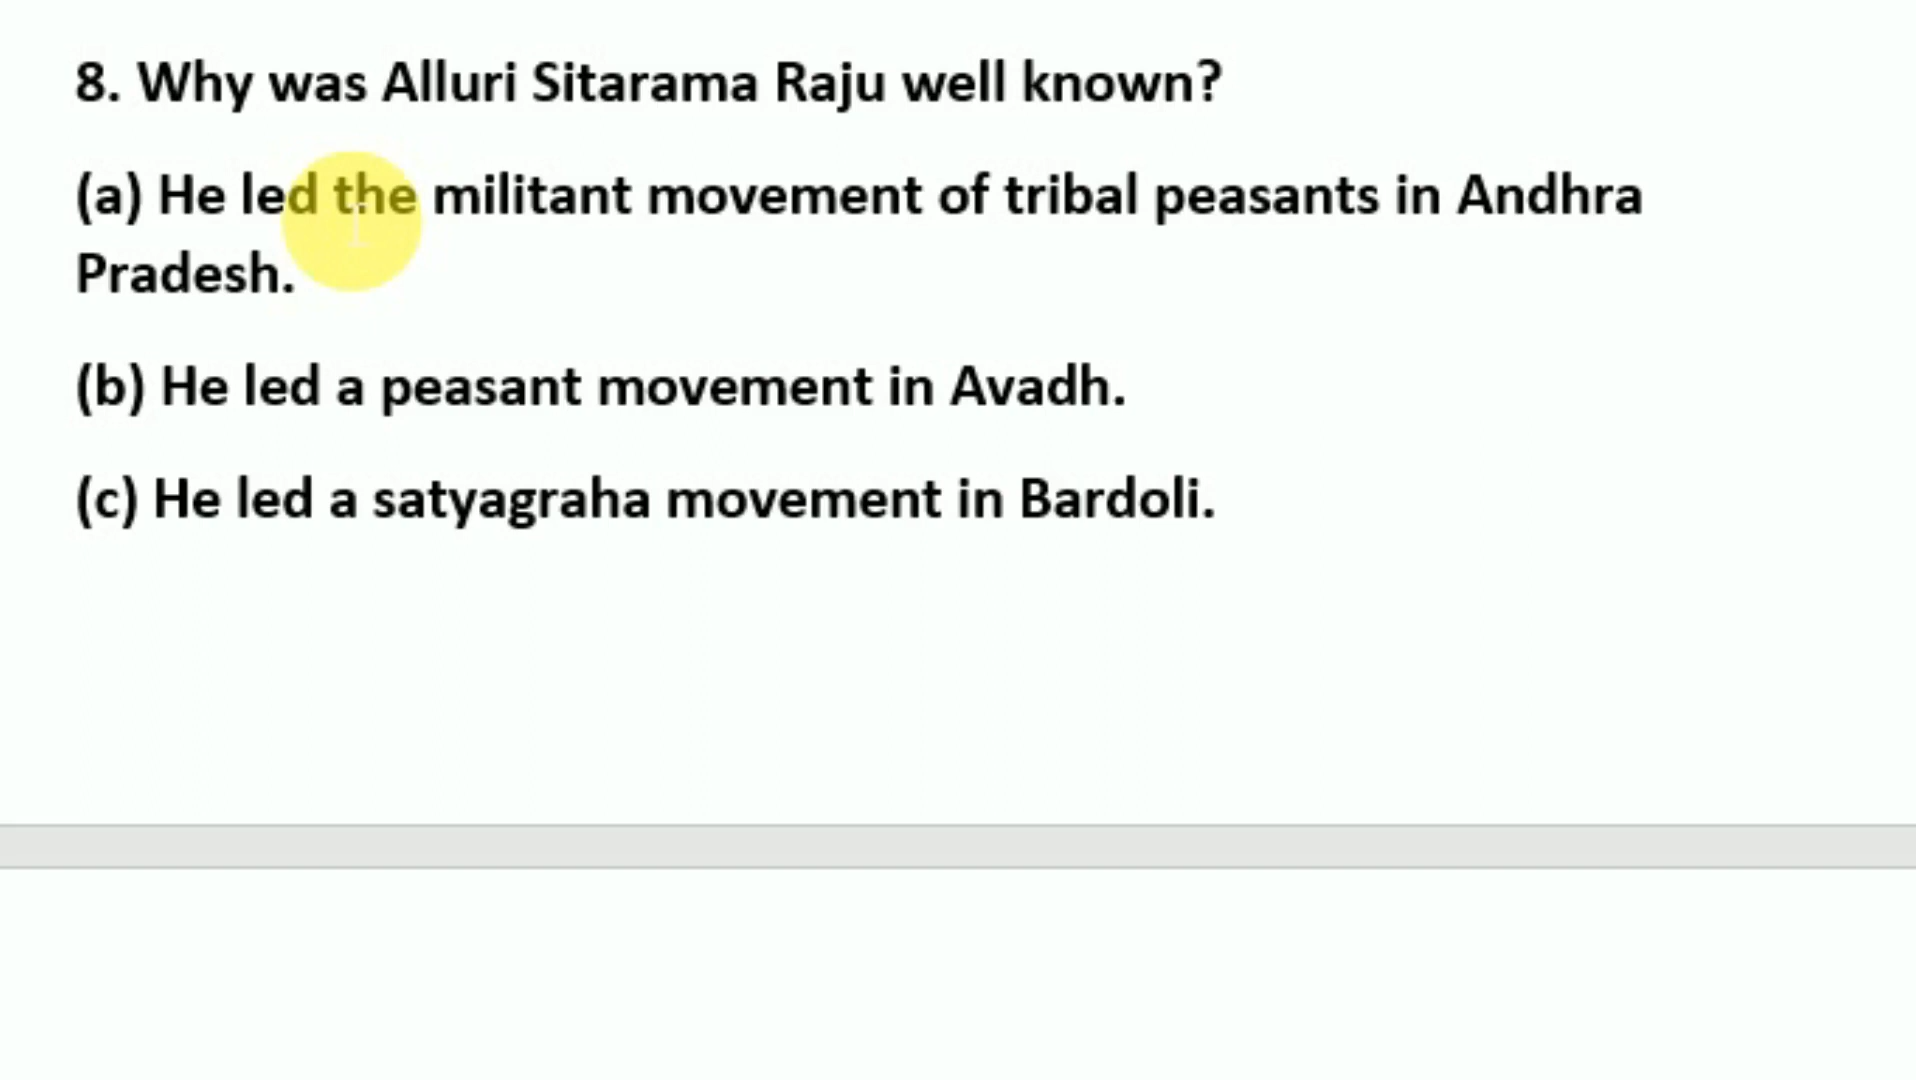 8. Why was Alluri Sitarama Raju well known?
(a) He led the militant movement of tribal peasants in Andhra
Pradesh.
(b) He led a peasant movement in Avadh.
(c) He led a satyagraha movement in Bardoli.